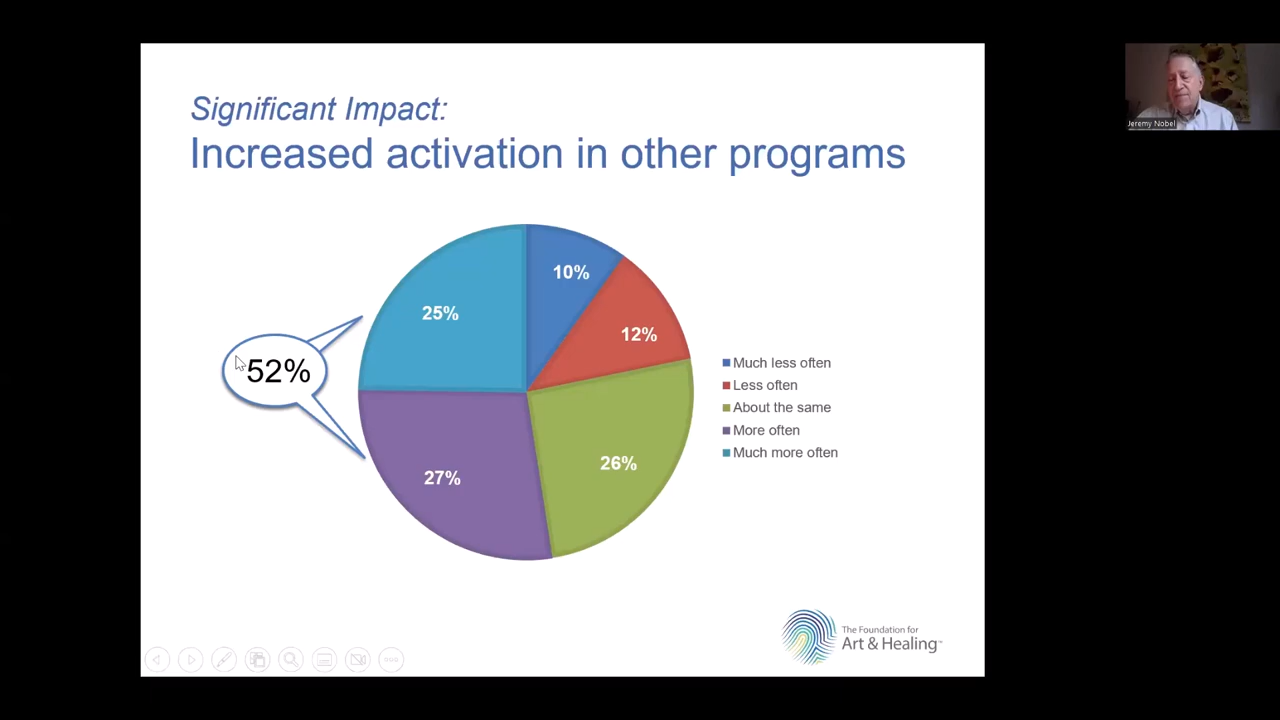 Significant Impact:
Increased activation in other programs
10%
12%
26%
27%
25%
52%
Much less often
Less often
About the same
More often
Much more often
The Foundation for
Art & Healing™
Jeremy Nobel